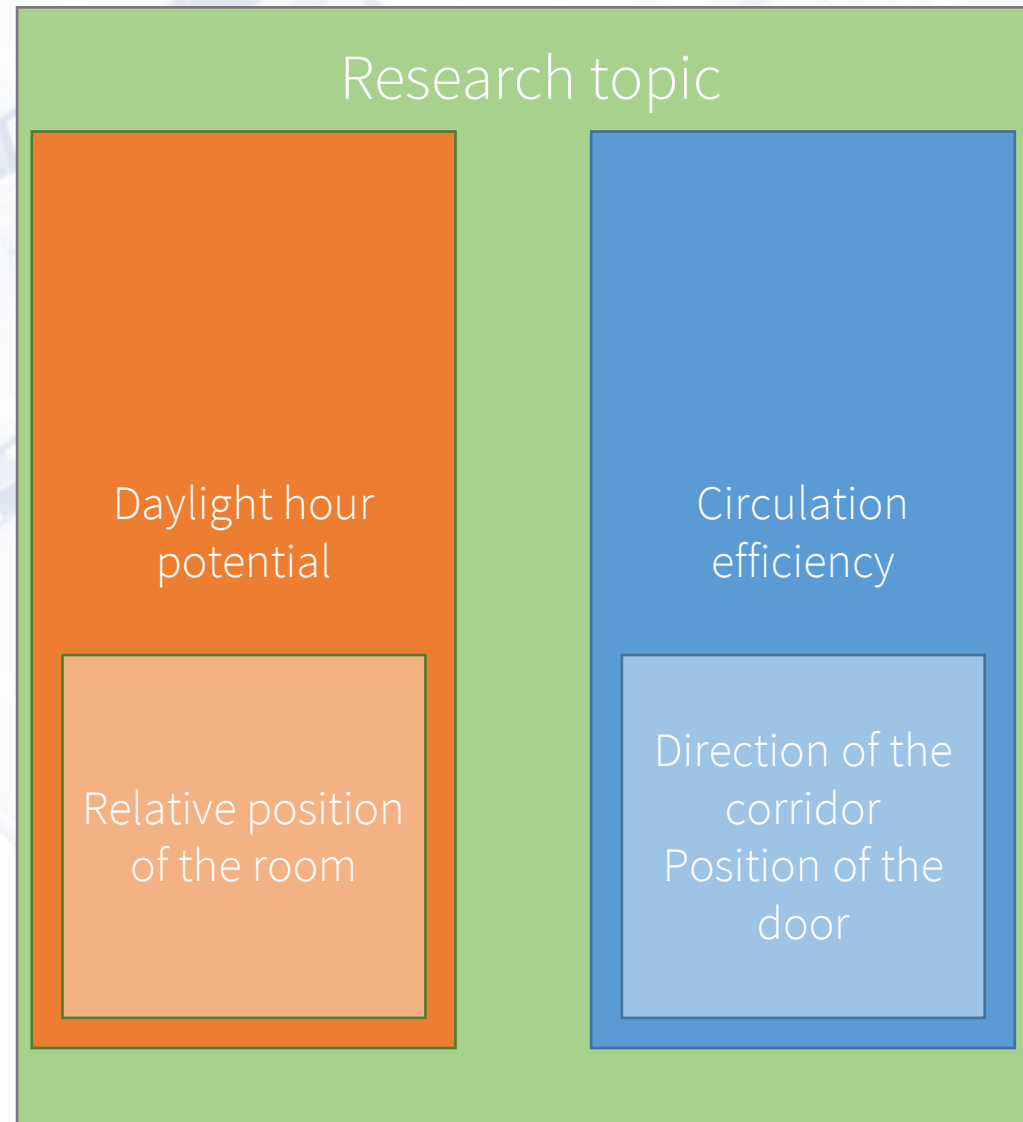 Research topic
Daylight hour
potential
Relative position
of the room
Circulation
efficiency
Direction of the
corridor
Position of the
door